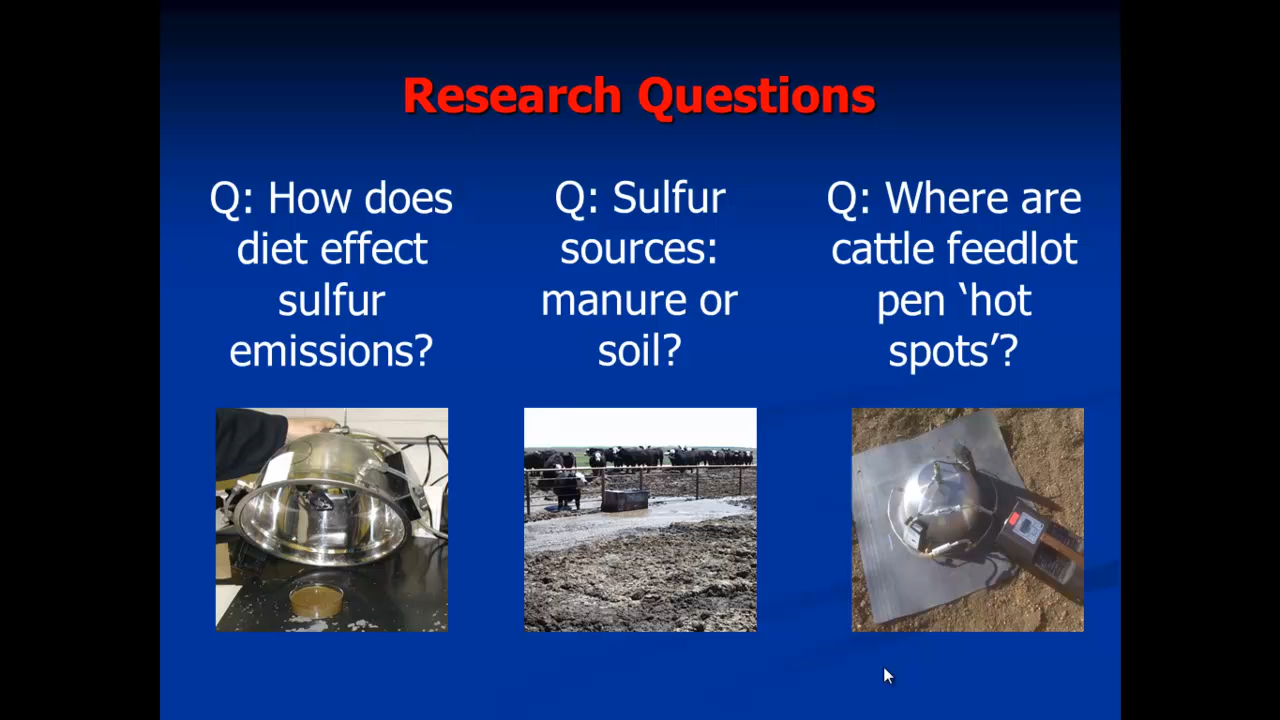 Research Questions
Q: How does
diet effect
sulfur
emissions?
Q: Sulfur
sources:
manure or
soil?
Q: Where are
cattle feedlot
pen ‘hot
spots’?